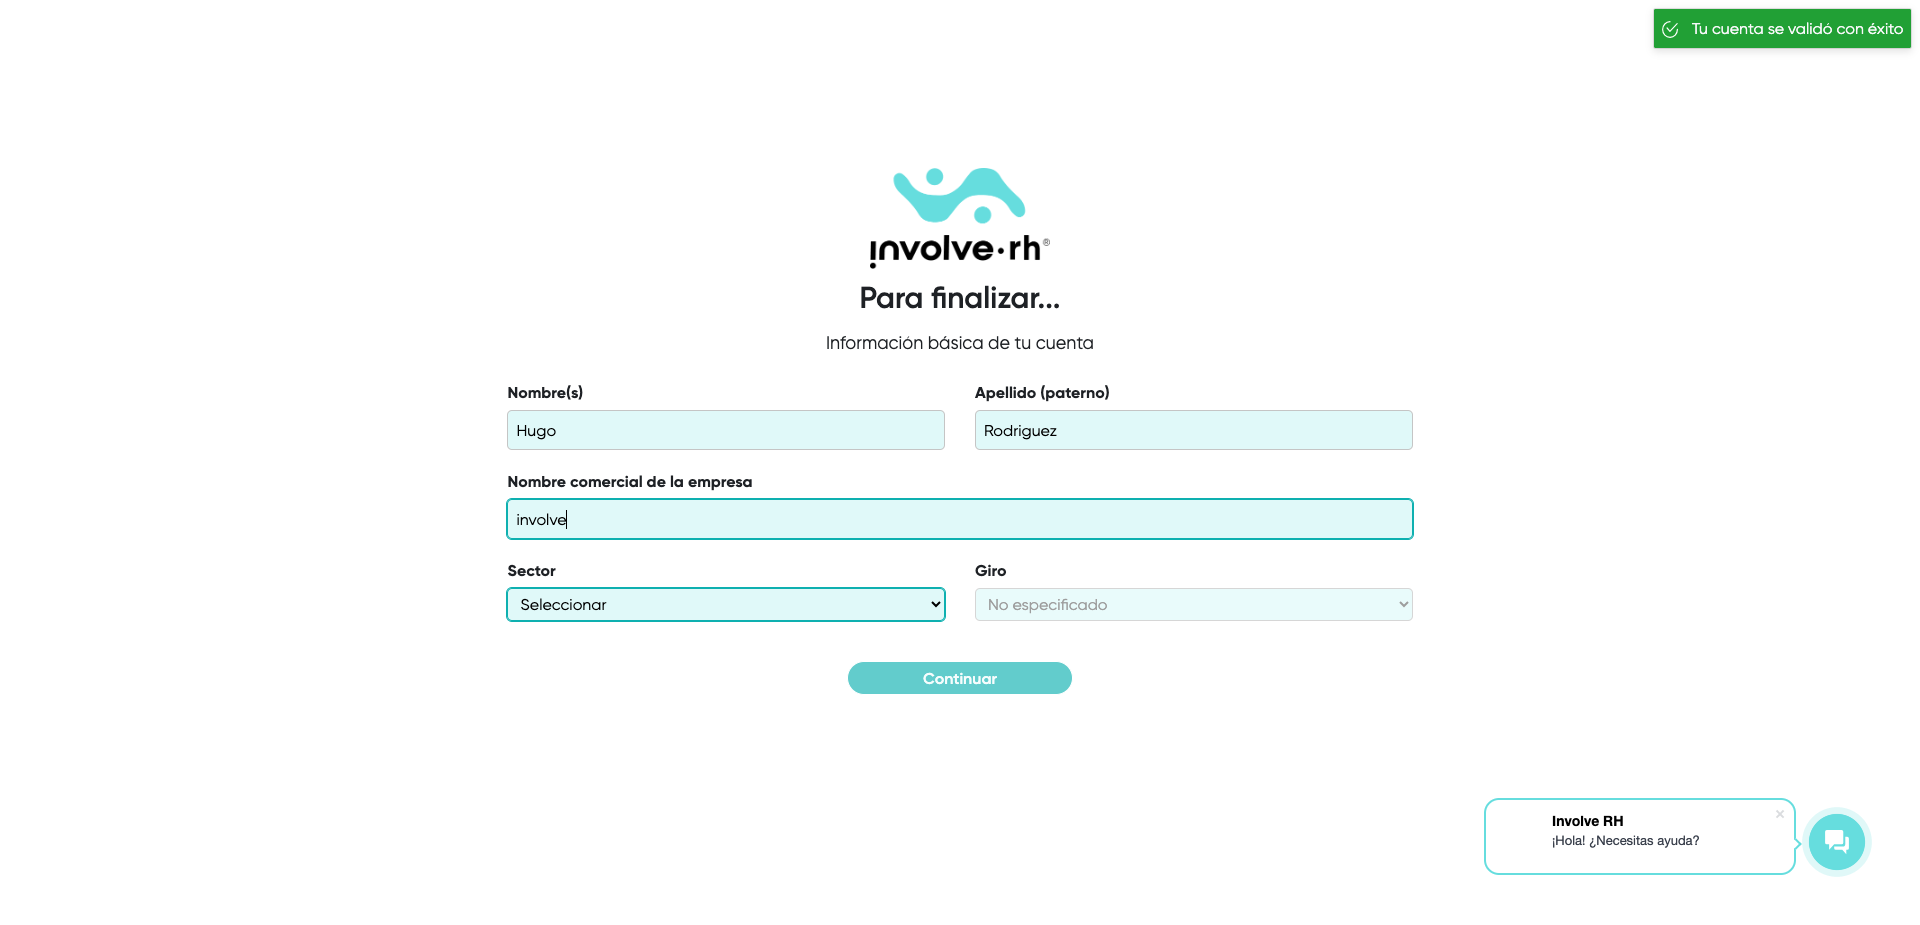 Tu cuenta se validó con éxito
involve·rh®
Para finalizar...
Información básica de tu cuenta
Nombre(s)
Apellido (paterno)
Hugo
Rodriguez
Nombre comercial de la empresa
involve
Sector
Giro
Seleccionar
No especificado
Continuar
Involve RH
¡Hola! ¿Necesitas ayuda?